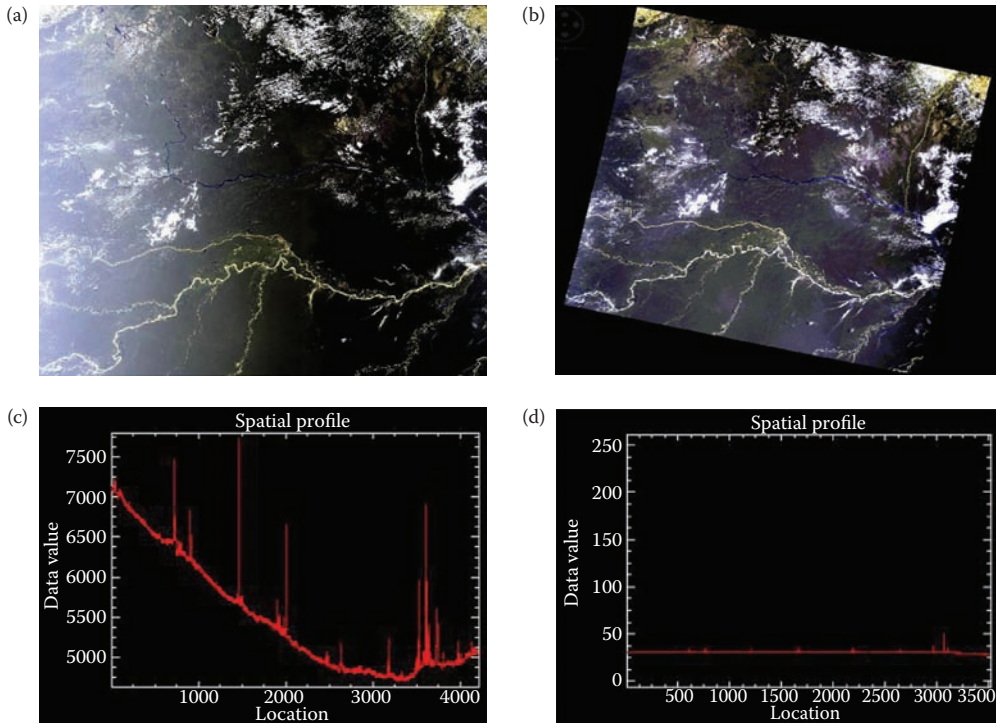 (a)
(b)
(c)
Spatial profile
7500
7000
6500
6000
5500
5000
Data value
1000
2000
3000
4000
Location
(d)
Spatial profile
250
200
150
100
50
0
Data value
500
1000
1500
2000
2500
3000
3500
Location